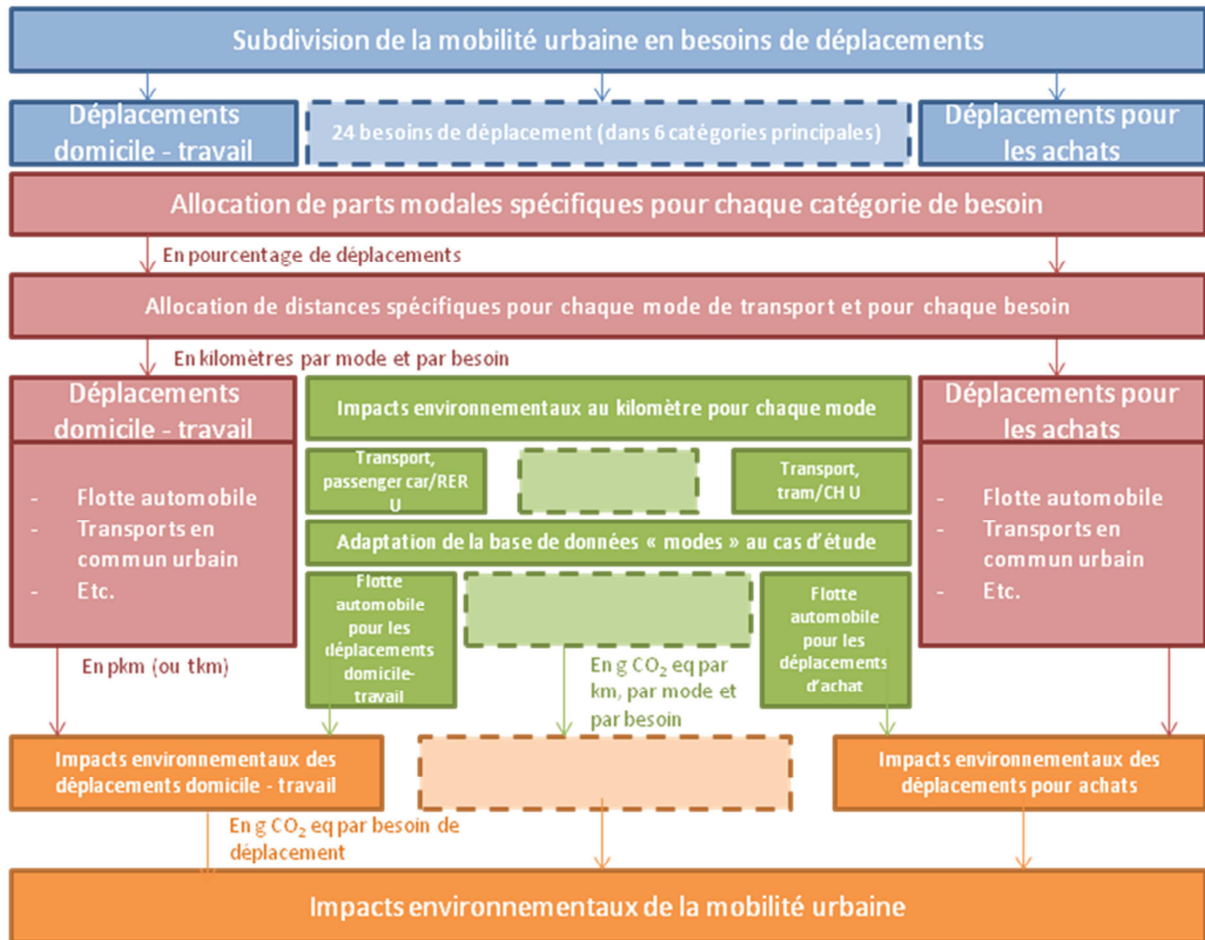 Subdivision de la mobilité urbaine en besoins de déplacements
Déplacements
domicile - travail
24 besoins de déplacement (dans 6 catégories principales)
Déplacements pour
les achats
Allocation de parts modales spécifiques pour chaque catégorie de besoin
En pourcentage de déplacements
Allocation de distances spécifiques pour chaque mode de transport et pour chaque besoin
En kilomètres par mode et par besoin
Déplacements
domicile - travail
- Flotte automobile
- Transports en
commun urbain
- Etc.
Impacts environnementaux au kilomètre pour chaque mode
Transport,
passenger car/RER
U
Transport,
tram/CH U
Adaptation de la base de données « modes » au cas d'étude
Flotte
automobile
pour les
déplacements
domicile-
travail
En g CO₂ eq par
km, par mode et
par besoin
Flotte
automobile
pour les
déplacements
d'achat
Déplacements pour
les achats
- Flotte automobile
- Transports en
commun urbain
- Etc.
En pkm (ou tkm)
Impacts environnementaux des
déplacements domicile - travail
Impacts environnementaux des
déplacements pour achats
En g CO₂ eq par besoin de
déplacement
Impacts environnementaux de la mobilité urbaine